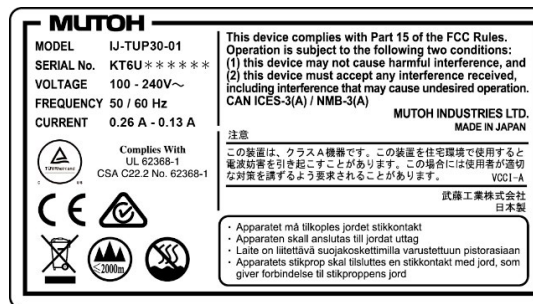 MUTOH
MODEL IJ-TUP30-01
SERIAL No. KT6U＊＊＊＊＊＊
VOLTAGE 100 - 240V～
FREQUENCY 50 / 60 Hz
CURRENT 0.26 A - 0.13 A
TÜVRheinland
Complies With
UL 62368-1
CSA C22.2 No. 62368-1
CE
≤2000m
This device complies with Part 15 of the FCC Rules.
Operation is subject to the following two conditions:
(1) this device may not cause harmful interference, and
(2) this device must accept any interference received,
including interference that may cause undesired operation.
CAN ICES-3(A) / NMB-3(A)
MUTOH INDUSTRIES LTD.
MADE IN JAPAN
注意
この装置は、クラスA機器です。この装置を住宅環境で使用すると
電波妨害を引き起こすことがあります。この場合には使用者が適切
な対策を講ずるよう要求されることがあります。 VCCI-A
武藤工業株式会社
日本製
・ Apparatet må tilkoples jordet stikkontakt
・ Apparaten skall anslutas till jordat uttag
・ Laite on liitettävä suojakoskettimilla varustettuun pistorasiaan
・ Apparatets stikprop skal tilsluttes en stikkontakt med jord, som
giver forbindelse til stikproppens jord